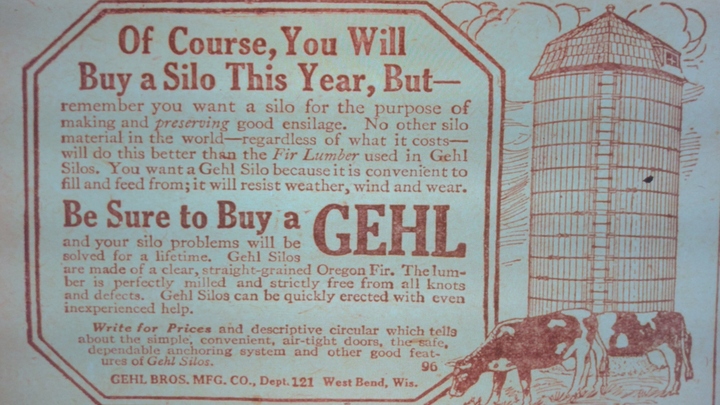 Of Course, You Will
Buy a Silo This Year, But—
remember you want a silo for the purpose of
making and preserving good ensilage. No other silo
material in the world—regardless of what it costs—
will do this better than the Fir Lumber used in Gehl
Silos. You want a Gehl Silo because it is convenient to
fill and feed from; it will resist weather, wind and wear.
Be Sure to Buy a GEHL
and your silo problems will be
solved for a lifetime. Gehl Silos
are made of a clear, straight-grained Oregon Fir. The lum-
ber is perfectly milled and strictly free from all knots
and defects. Gehl Silos can be quickly erected with even
inexperienced help.
Write for Prices and descriptive circular which tells
about the simple, convenient, air-tight doors, the safe,
dependable anchoring system and other good feat-
ures of Gehl Silos.
96
GEHL BROS. MFG. CO., Dept. 121 West Bend, Wis.